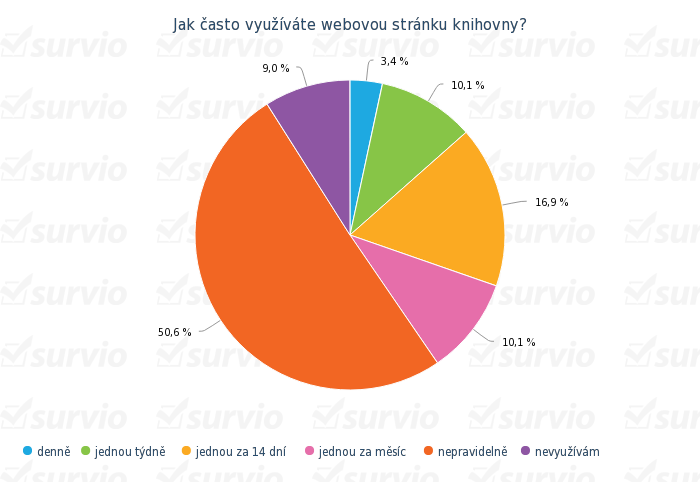 Jak často využíváte webovou stránku knihovny?
9,0 %
3,4 %
10,1 %
16,9 %
50,6 %
10,1 %
denně
jednou týdně
jednou za 14 dní
jednou za měsíc
nepravidelně
nevyužívám
survio